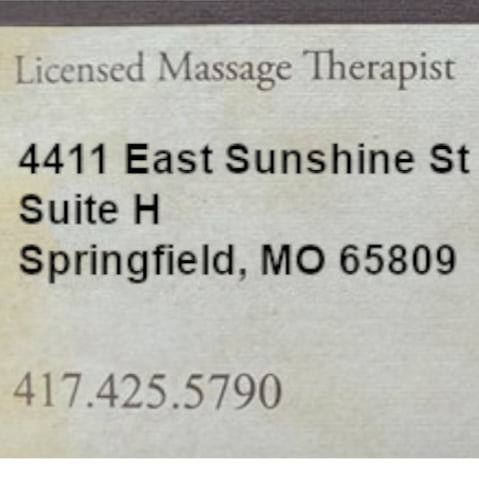 Licensed Massage Therapist
4411 East Sunshine St
Suite H
Springfield, MO 65809
417.425.5790